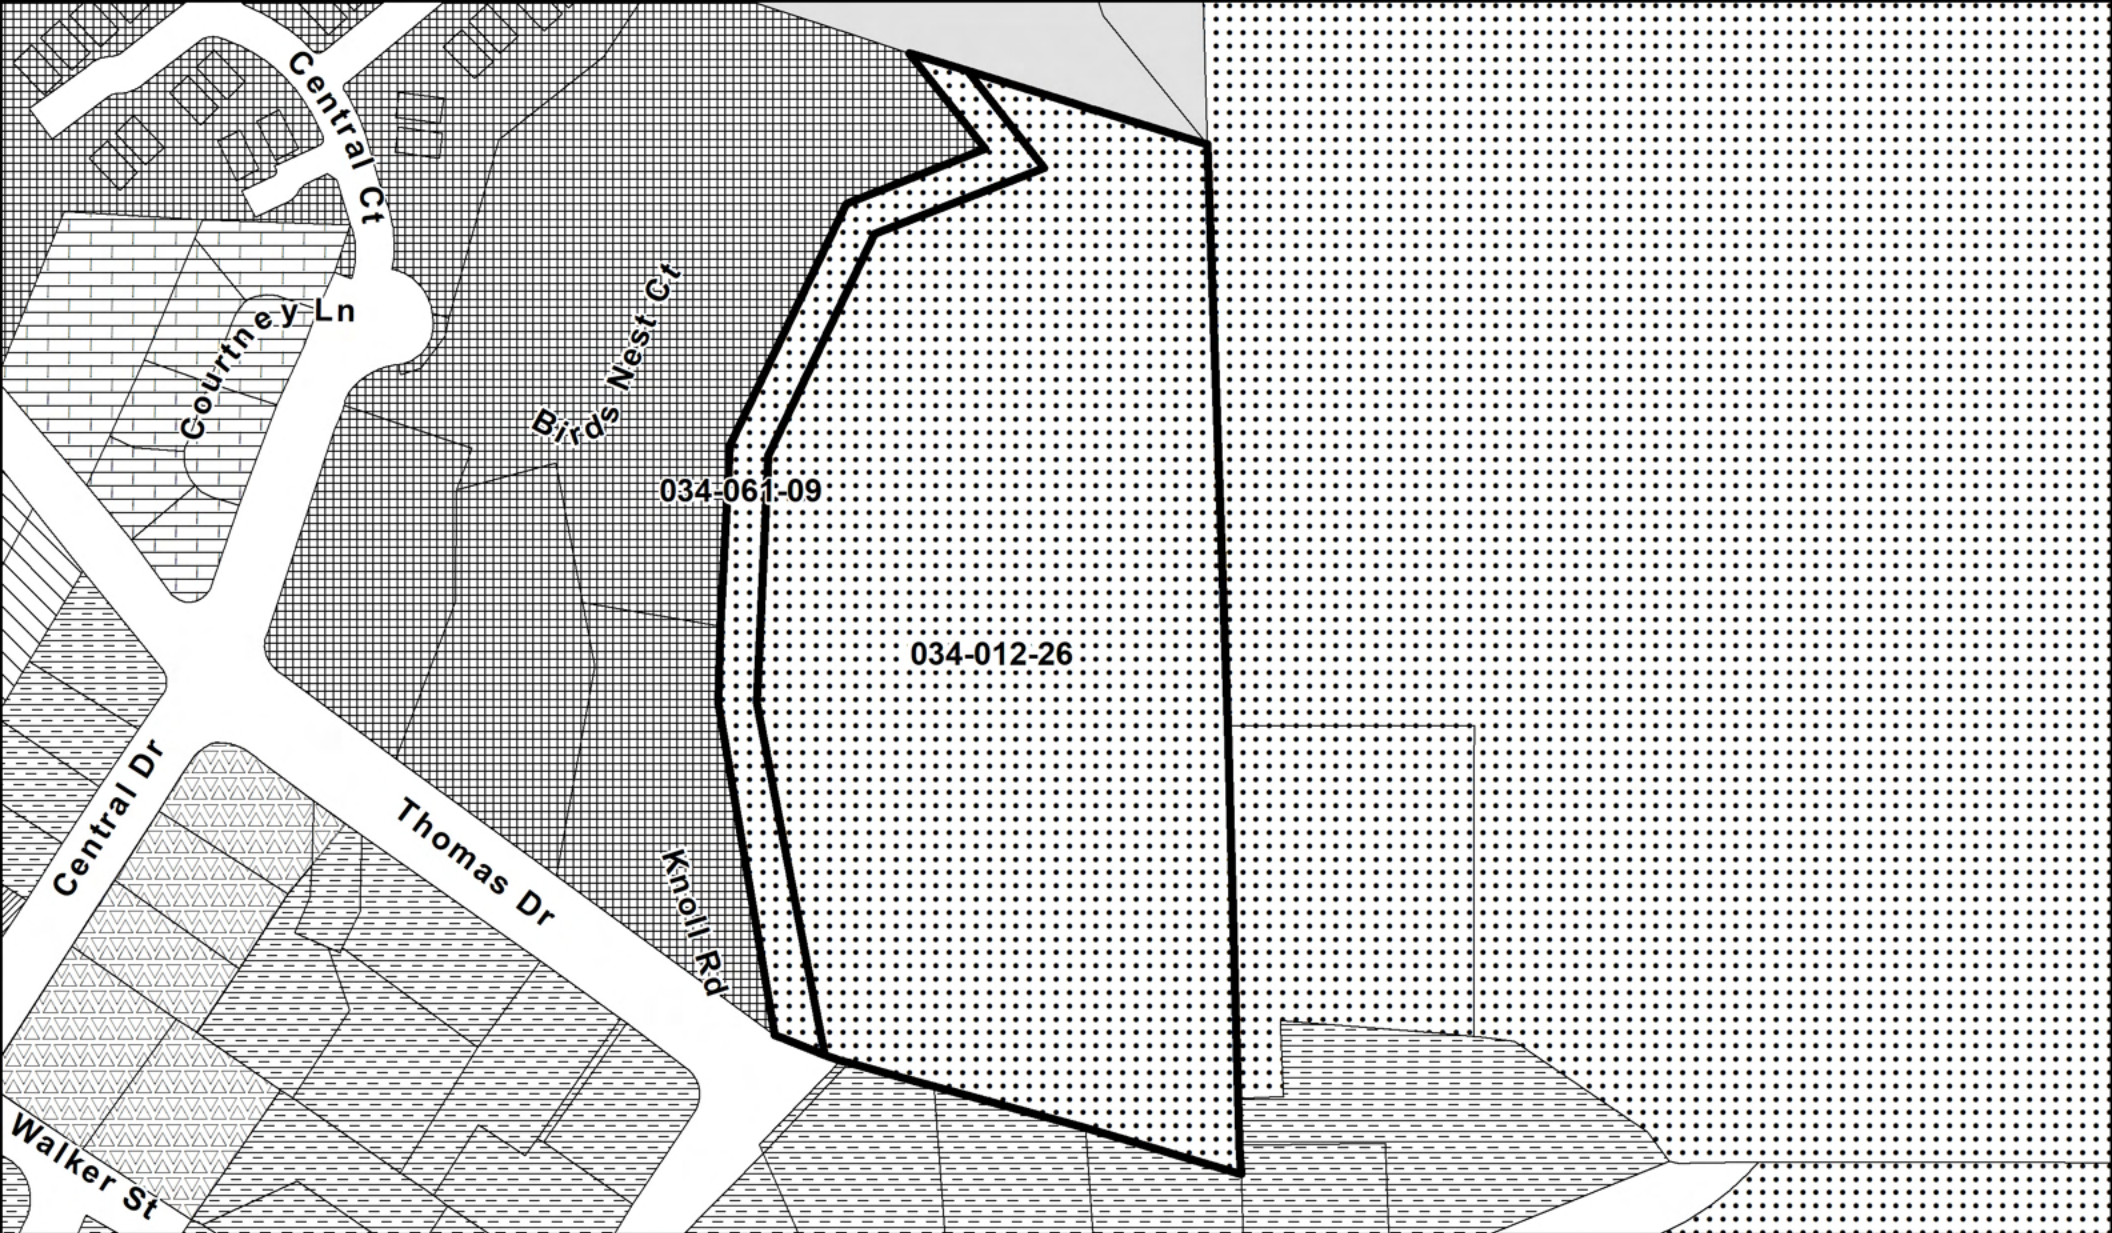 Central Ct
Courtney Ln
Birds Nest Ct
034-061-09
034-012-26
Central Dr
Thomas Dr
Knoll Rd
Walker St